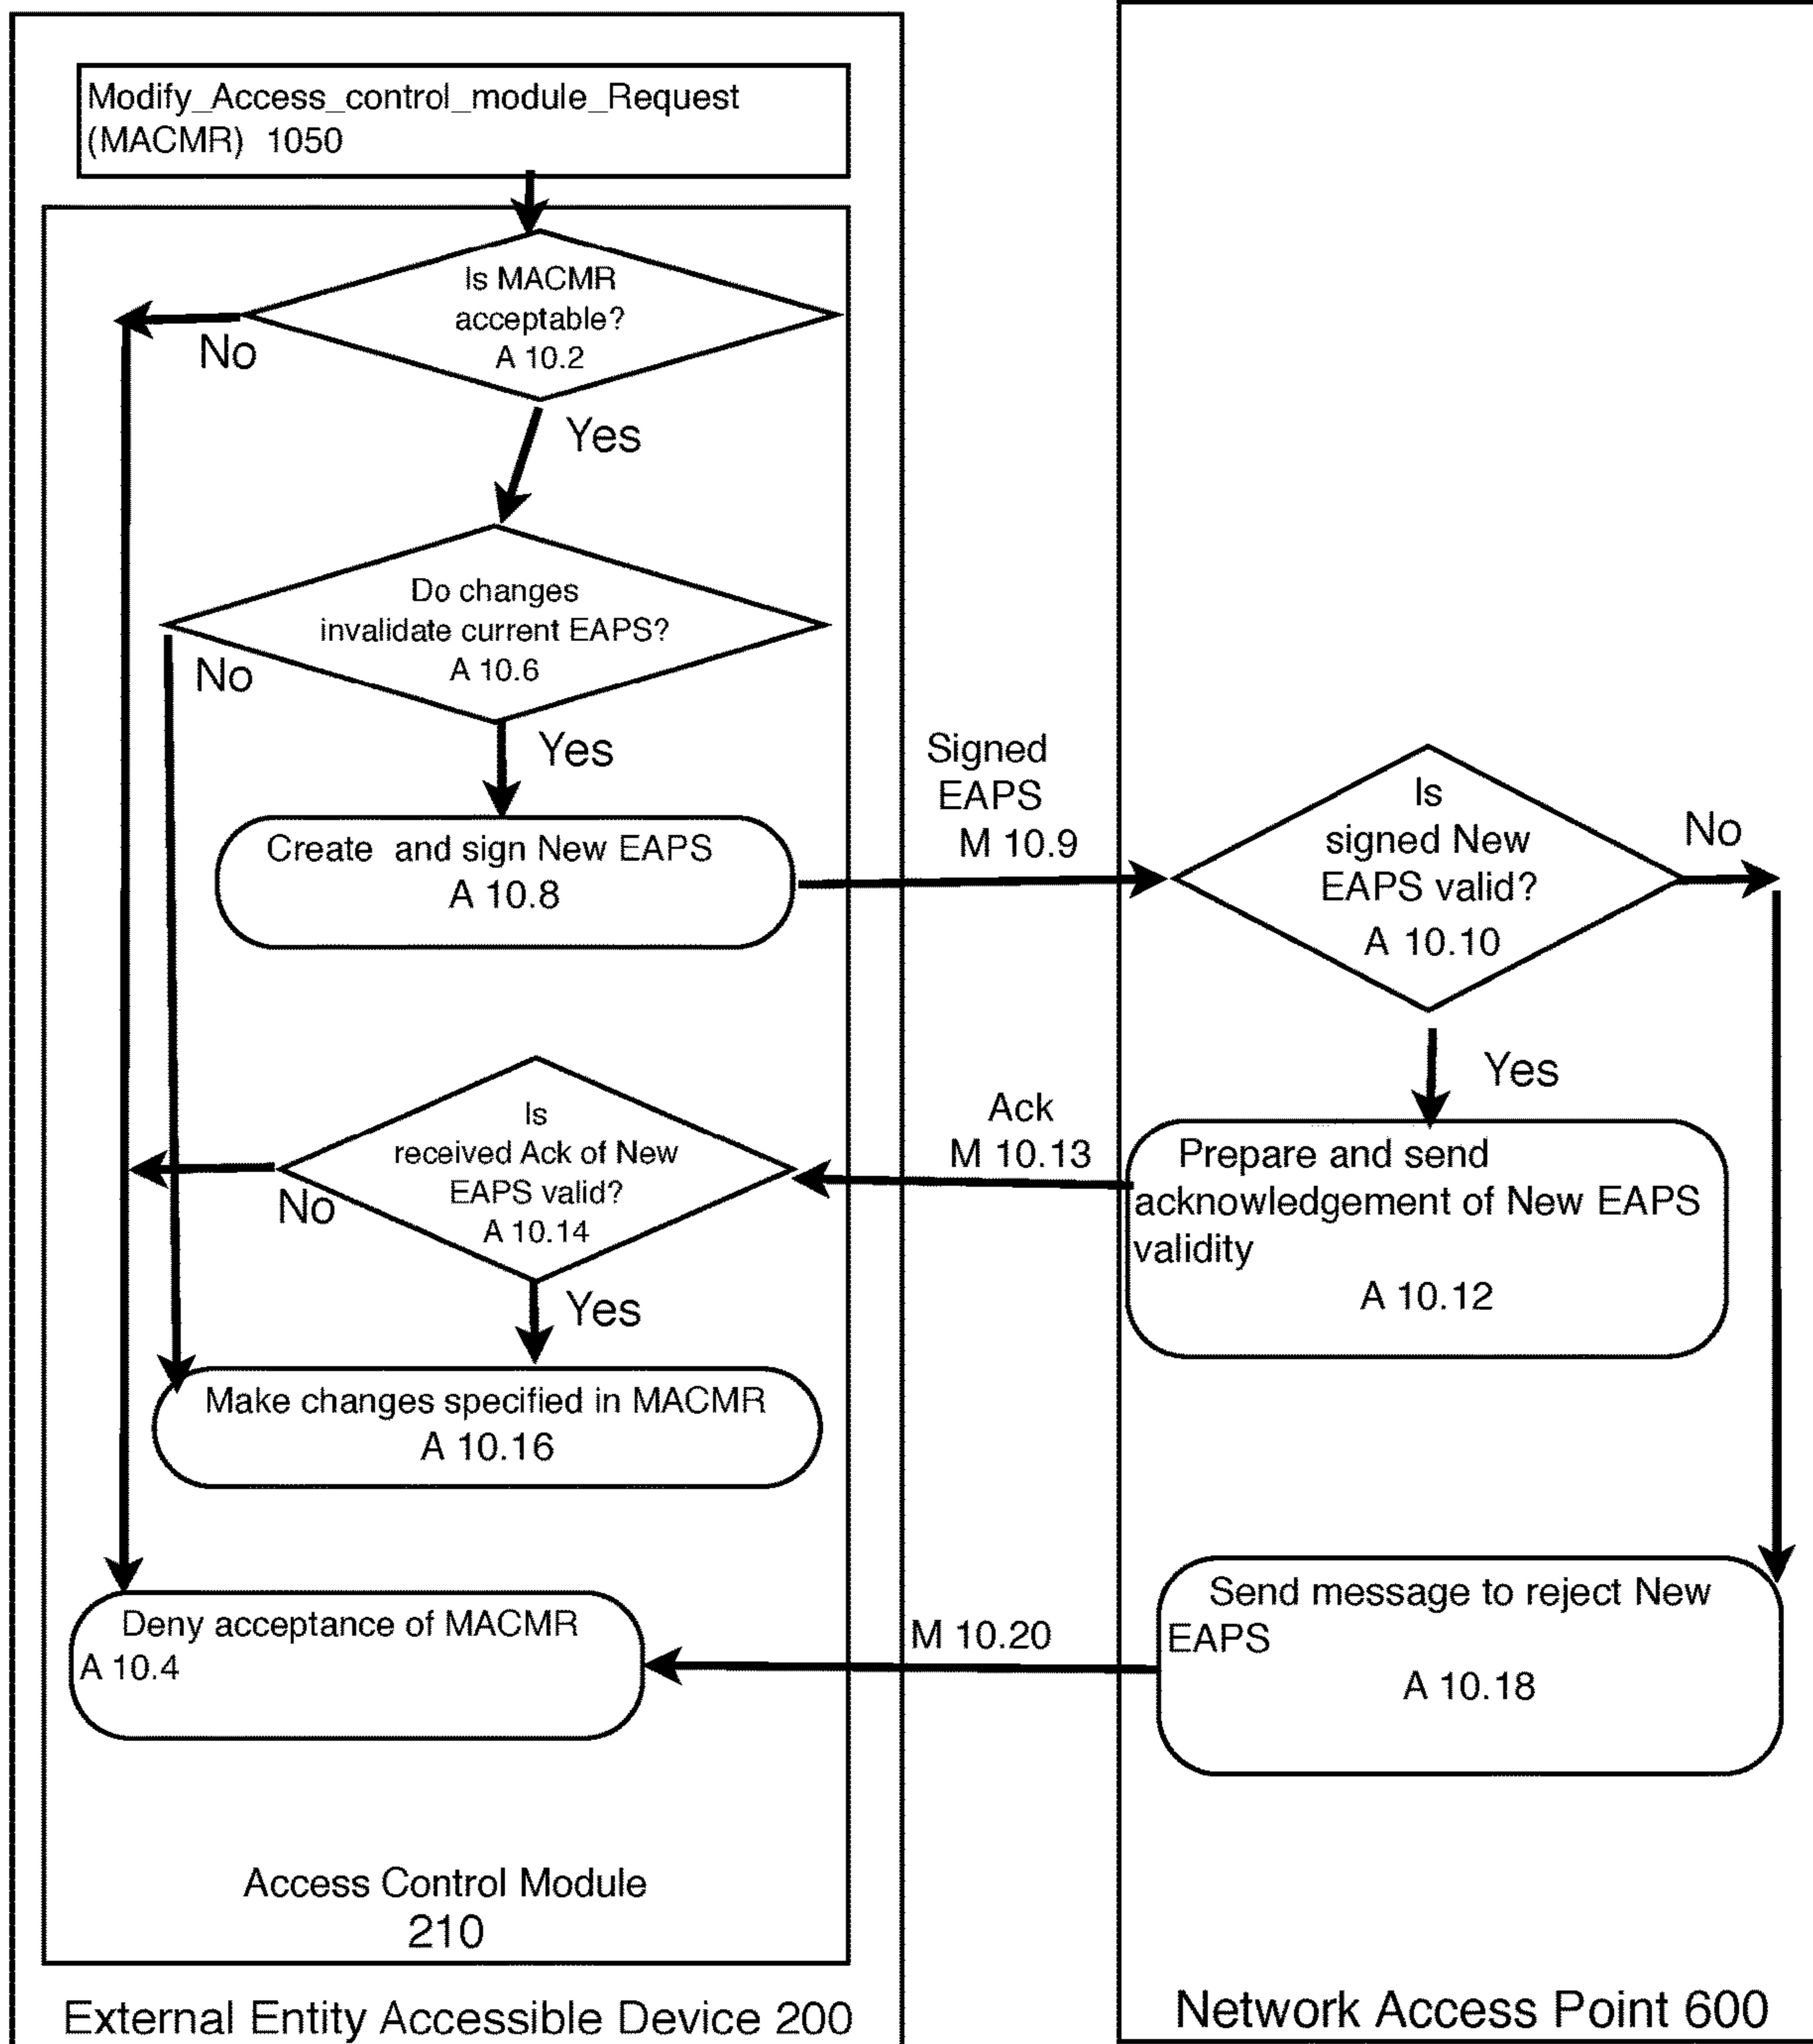 Modify_Access_control_module_Request
(MACMR) 1050
Is MACMR
acceptable?
A 10.2
No
Yes
Do changes
invalidate current EAPS?
A 10.6
No
Yes
Create and sign New EAPS
A 10.8
Signed
EAPS
M 10.9
Is
signed New
EAPS valid?
A 10.10
No
Yes
Is
received Ack of New
EAPS valid?
A 10.14
No
Yes
Ack
M 10.13
Prepare and send
acknowledgement of New EAPS
validity
A 10.12
Make changes specified in MACMR
A 10.16
Deny acceptance of MACMR
A 10.4
M 10.20
Send message to reject New
EAPS
A 10.18
Access Control Module
210
External Entity Accessible Device 200
Network Access Point 600